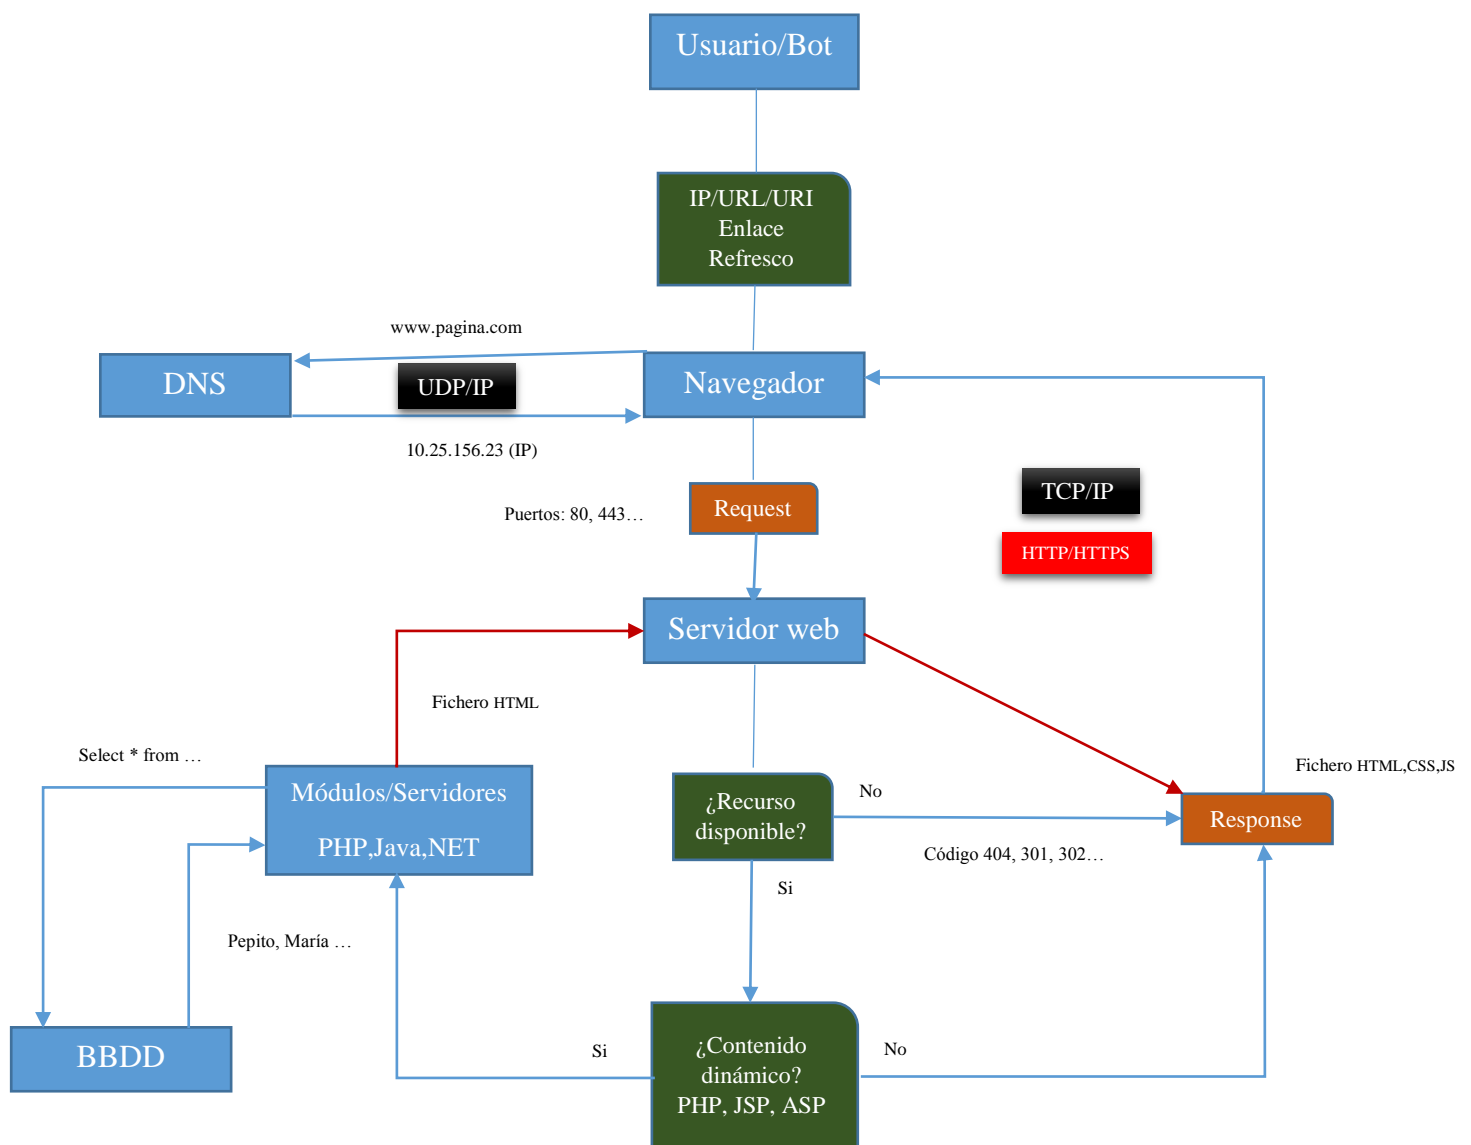 Usuario/Bot
IP/URL/URI
Enlace
Refresco
www.pagina.com
DNS
UDP/IP
Navegador
10.25.156.23 (IP)
TCP/IP
Puertos: 80, 443…
Request
HTTP/HTTPS
Servidor web
Fichero HTML
Select * from …
Módulos/Servidores
PHP,Java,NET
¿Recurso
disponible?
No
Código 404, 301, 302…
Fichero HTML,CSS,JS
Response
Si
Pepito, María …
BBDD
Si
¿Contenido
dinámico?
PHP, JSP, ASP
No